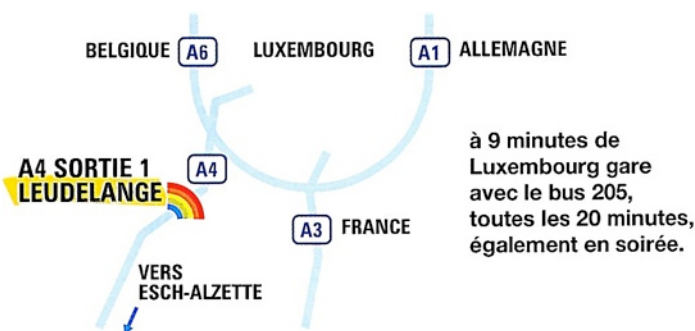 BELGIQUE A6 LUXEMBOURG A1 ALLEMAGNE
A4 SORTIE 1
LEUDELANGE
A4
A3 FRANCE
VERS
ESCH-ALZETTE
à 9 minutes de
Luxembourg gare
avec le bus 205,
toutes les 20 minutes,
également en soirée.